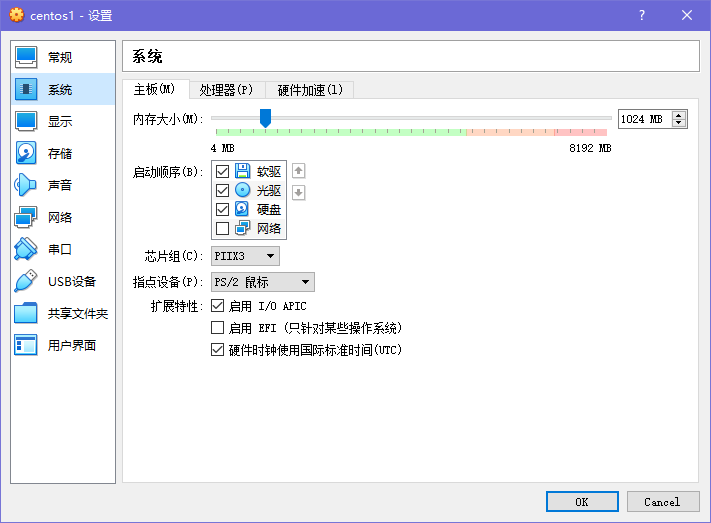 centos1 - 设置
常规
系统
显示
存储
声音
网络
串口
USB设备
共享文件夹
用户界面
系统
主板(M) 处理器(P) 硬件加速(l)
内存大小(M): 1024 MB
4 MB 8192 MB
启动顺序(B): 软驱
光驱
硬盘
网络
芯片组(C): PIIX3
指点设备(P): PS/2 鼠标
扩展特性: 启用 I/O APIC
启用 EFI (只针对某些操作系统)
硬件时钟使用国际标准时间(UTC)
OK Cancel